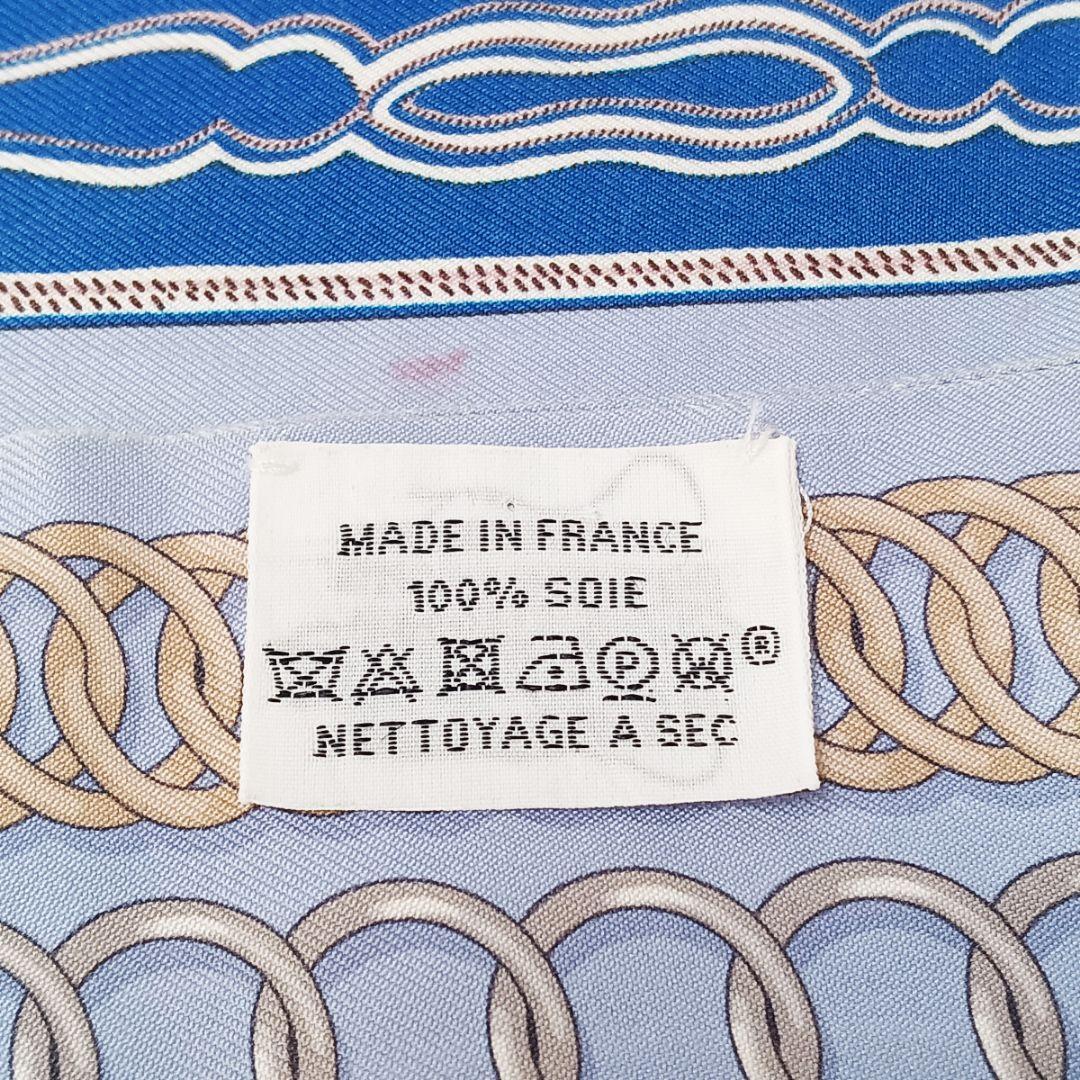 MADE IN FRANCE
100% SOIE
P W ®
NETTOYAGE A SEC